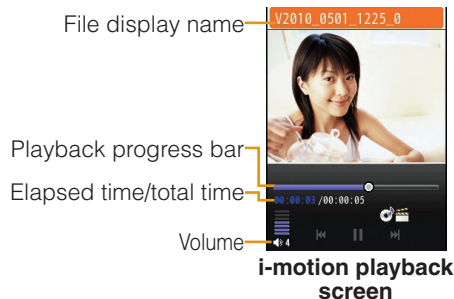 File display name
V2010_0501_1225_0
Playback progress bar
Elapsed time/total time
00:00:03/00:00:05
Volume
4
i-motion playback
screen